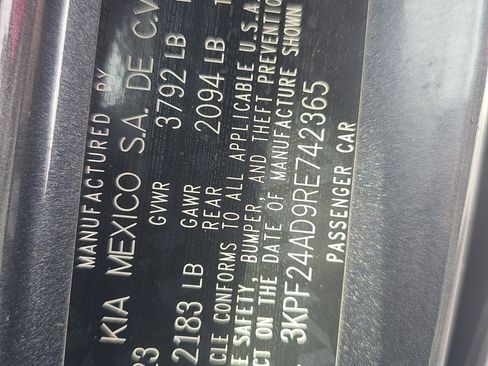 MANUFACTURED BY
KIA MEXICO S.A. DE C.V
23 GVWR 3792 LB
2183 LB GAWR REAR 2094 LB
CLE CONFORMS TO ALL APPLICABLE U.S.A
E SAFETY, BUMPER, AND THEFT PREVENTIO
CT ON THE DATE OF MANUFACTURE SHOWN
3KPF24AD9RE742365
PASSENGER CAR